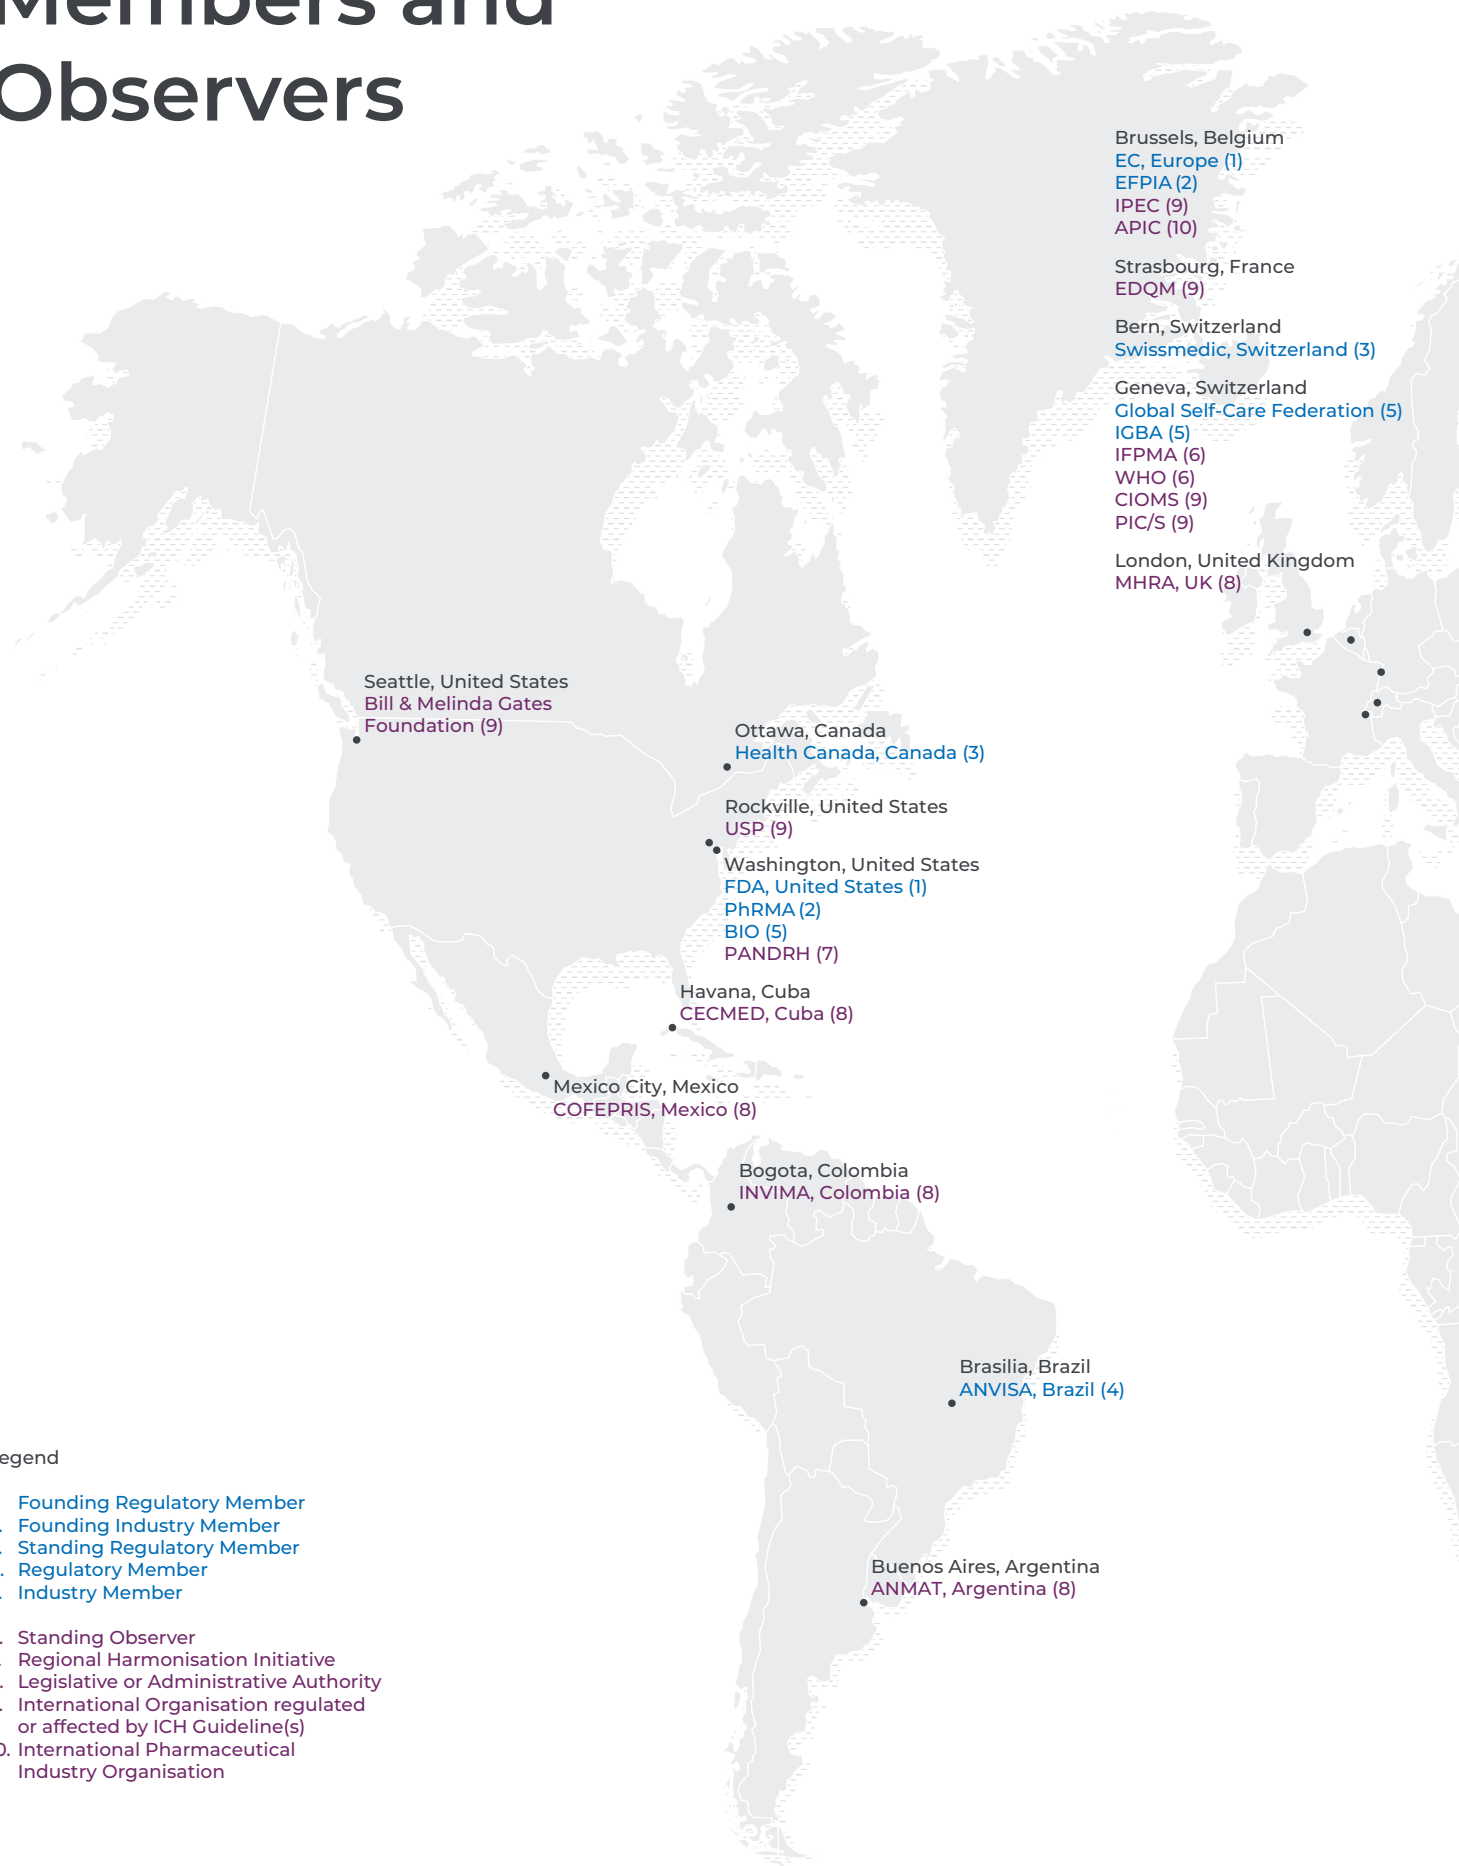 Members and
Observers
Brussels, Belgium
EC, Europe (1)
EFPIA (2)
IPEC (9)
APIC (10)
Strasbourg, France
EDQM (9)
Bern, Switzerland
Swissmedic, Switzerland (3)
Geneva, Switzerland
Global Self-Care Federation (5)
IGBA (5)
IFPMA (6)
WHO (6)
CIOMS (9)
PIC/S (9)
London, United Kingdom
MHRA, UK (8)
Seattle, United States
Bill & Melinda Gates
Foundation (9)
Ottawa, Canada
Health Canada, Canada (3)
Rockville, United States
USP (9)
Washington, United States
FDA, United States (1)
PhRMA (2)
BIO (5)
PANDRH (7)
Havana, Cuba
CECMED, Cuba (8)
Mexico City, Mexico
COFEPRIS, Mexico (8)
Bogota, Colombia
INVIMA, Colombia (8)
Brasilia, Brazil
ANVISA, Brazil (4)
Buenos Aires, Argentina
ANMAT, Argentina (8)
egend
Founding Regulatory Member
. Founding Industry Member
. Standing Regulatory Member
. Regulatory Member
. Industry Member
. Standing Observer
. Regional Harmonisation Initiative
. Legislative or Administrative Authority
. International Organisation regulated
or affected by ICH Guideline(s)
0. International Pharmaceutical
Industry Organisation